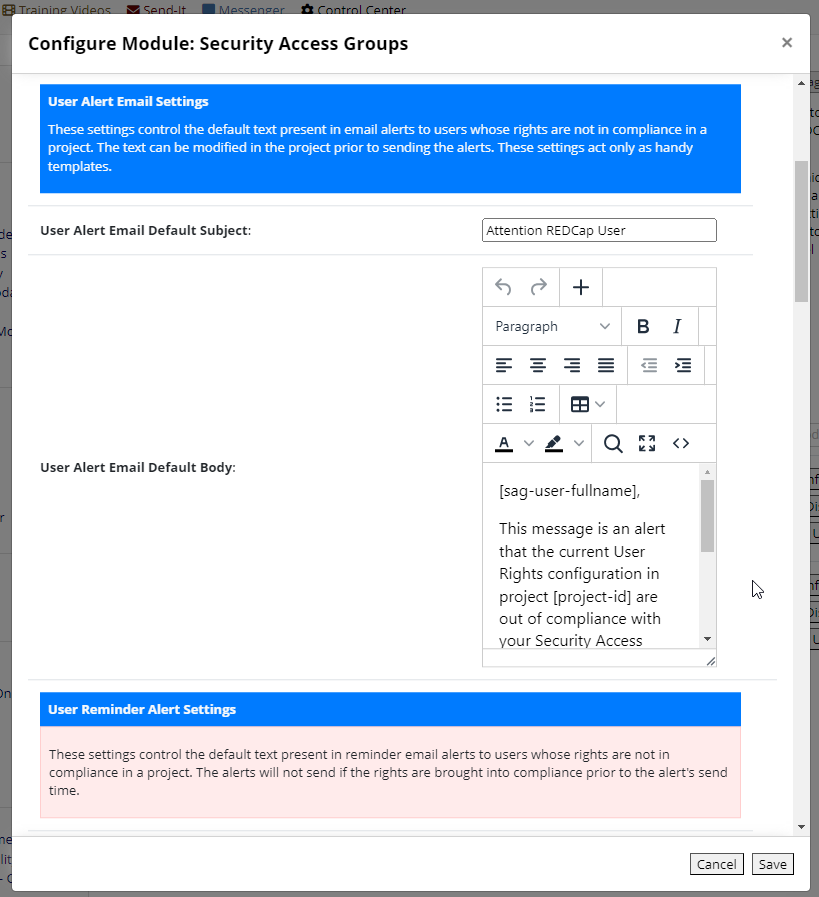 Training Videos Send-It Messenger Control Center
Configure Module: Security Access Groups
×
User Alert Email Settings
These settings control the default text present in email alerts to users whose rights are not in compliance in a
project. The text can be modified in the project prior to sending the alerts. These settings act only as handy
templates.
User Alert Email Default Subject:
Attention REDCap User
Paragraph
B I
A
User Alert Email Default Body:
[sag-user-fullname],
This message is an alert
that the current User
Rights configuration in
project [project-id] are
out of compliance with
your Security Access
User Reminder Alert Settings
These settings control the default text present in reminder email alerts to users whose rights are not in
compliance in a project. The alerts will not send if the rights are brought into compliance prior to the alert's send
time.
Cancel Save